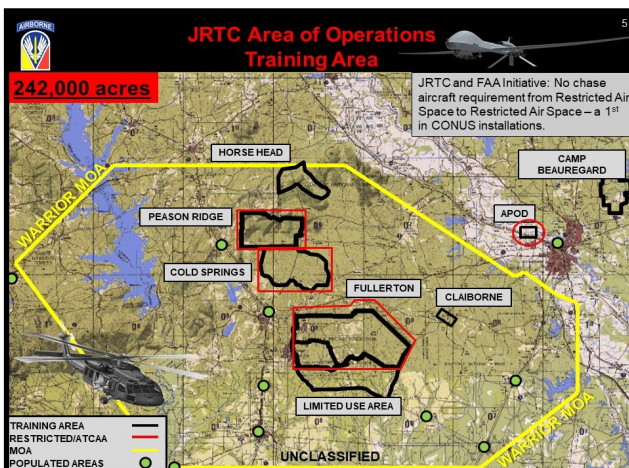 AIRBORNE
JRTC Area of Operations
Training Area
5
242,000 acres
JRTC and FAA Initiative: No chase
aircraft requirement from Restricted Air
Space to Restricted Air Space – a 1st
in CONUS installations.
HORSE HEAD
CAMP
BEAUREGARD
WARRIOR MOA
PEASON RIDGE
APOD
COLD SPRINGS
FULLERTON
CLAIBORNE
LIMITED USE AREA
WARRIOR MOA
TRAINING AREA
RESTRICTED/ATCAA
MOA
POPULATED AREAS
UNCLASSIFIED